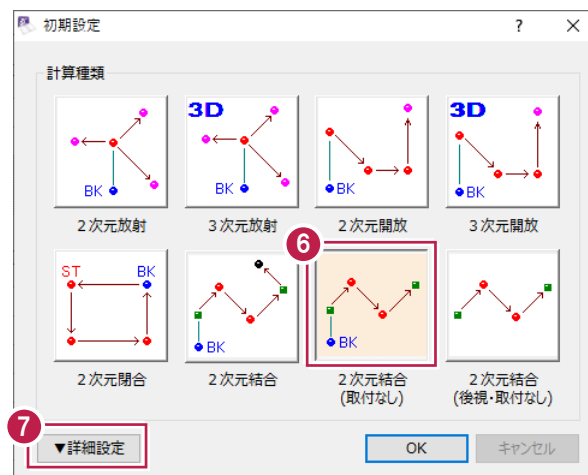 初期設定
? ×
計算種類
BK
3D
BK
BK
3D
BK
2次元放射
3次元放射
2次元開放
3次元開放
6
ST BK
BK
BK
2次元閉合
2次元結合
2次元結合
(取付なし)
2次元結合
(後視・取付なし)
7
▼詳細設定
OK
キャンセル